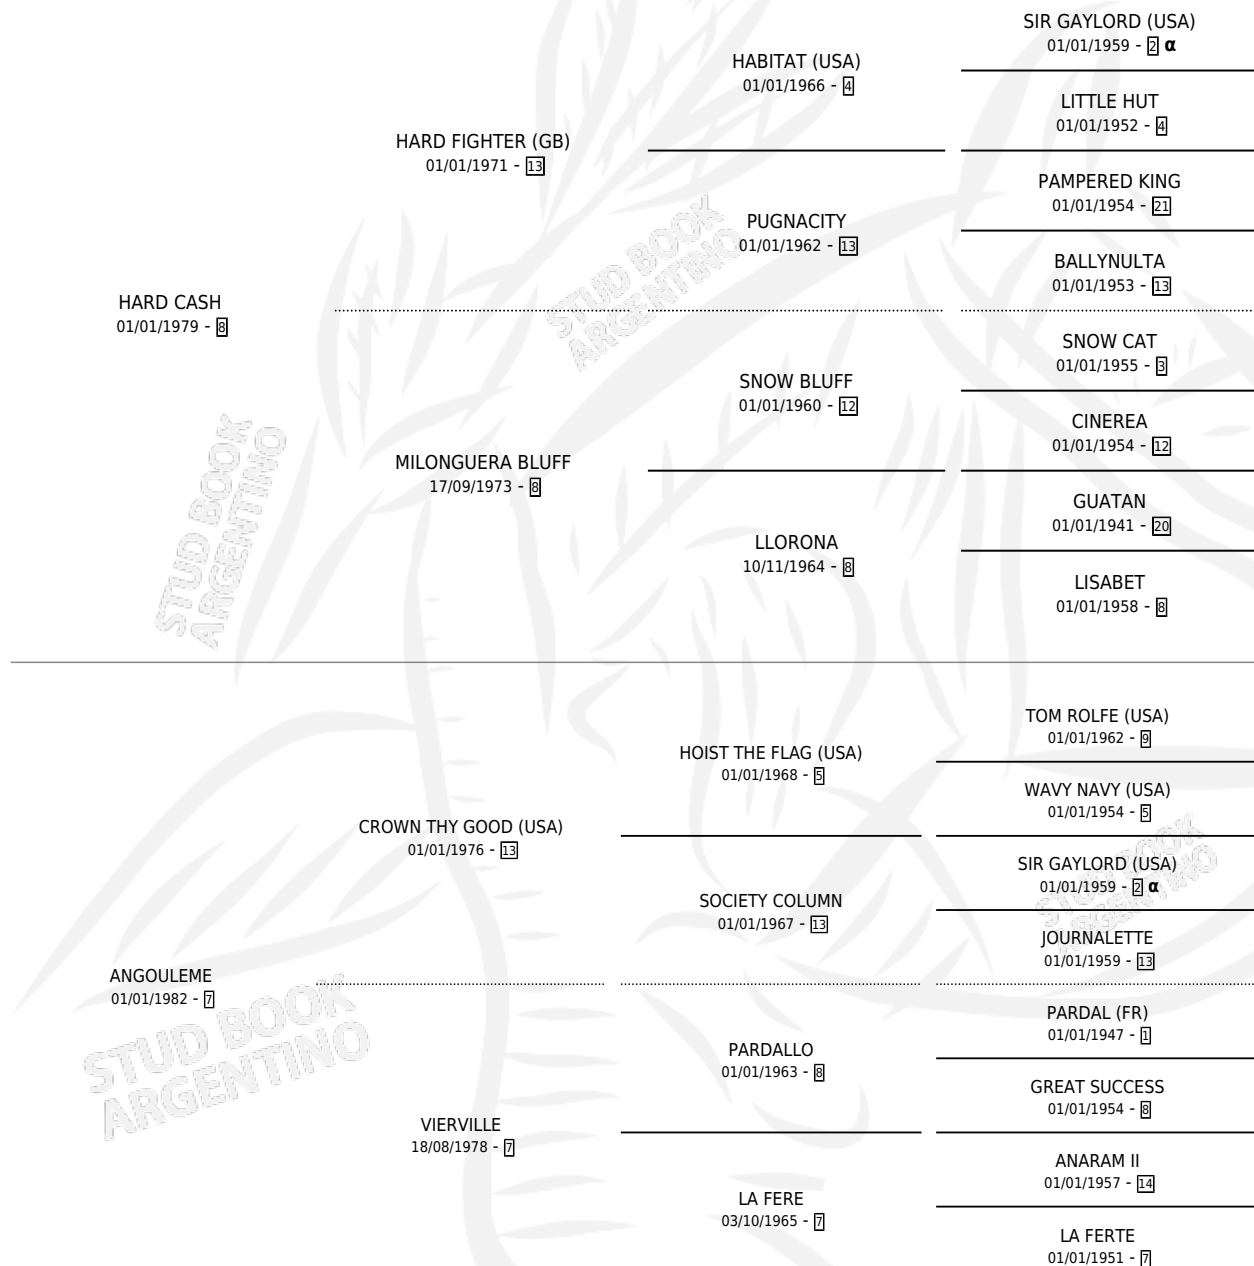 SIR GAYLORD (USA)
01/01/1959 - 2 α
HABITAT (USA)
01/01/1966 - 4
LITTLE HUT
01/01/1952 - 4
HARD FIGHTER (GB)
01/01/1971 - 13
PAMPERED KING
01/01/1954 - 21
PUGNACITY
01/01/1962 - 13
BALLYNULTA
01/01/1953 - 13
HARD CASH
01/01/1979 - 8
SNOW CAT
01/01/1955 - 3
SNOW BLUFF
01/01/1960 - 12
CINEREA
01/01/1954 - 12
MILONGUERA BLUFF
17/09/1973 - 8
GUATAN
01/01/1941 - 20
LLORONA
10/11/1964 - 8
LISABET
01/01/1958 - 8
TOM ROLFE (USA)
01/01/1962 - 9
HOIST THE FLAG (USA)
01/01/1968 - 5
WAVY NAVY (USA)
01/01/1954 - 5
CROWN THY GOOD (USA)
01/01/1976 - 13
SIR GAYLORD (USA)
01/01/1959 - 2 α
SOCIETY COLUMN
01/01/1967 - 13
JOURNALETTE
01/01/1959 - 13
ANGOULEME
01/01/1982 - 7
PARDAL (FR)
01/01/1947 - 1
PARDALLO
01/01/1963 - 8
GREAT SUCCESS
01/01/1954 - 8
VIERVILLE
18/08/1978 - 7
ANARAM II
01/01/1957 - 14
LA FERE
03/10/1965 - 7
LA FERTE
01/01/1951 - 7
STUD BOOK
ARGENTINO
STUD BOOK
ARGENTINO
STUD BOOK
ARGENTINO
STUD BOOK
ARGENTINO